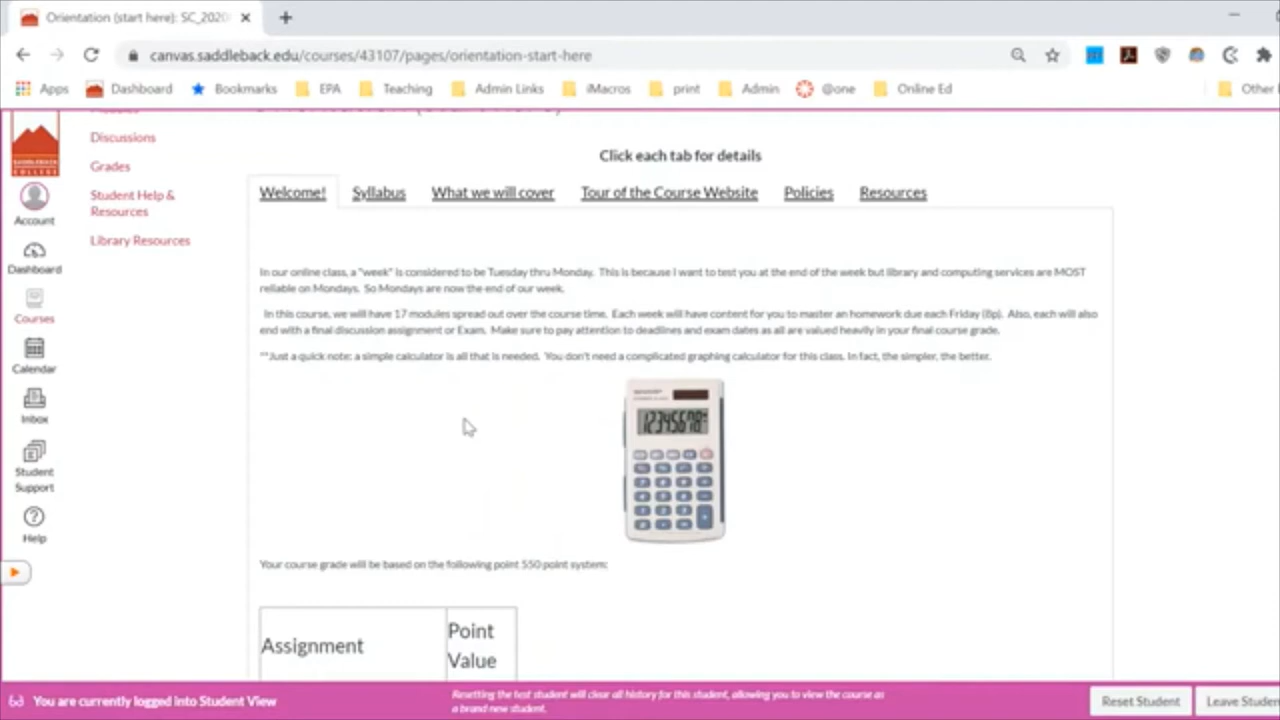 Orientation (start here): SC_2020
canvas.saddleback.edu/courses/43107/pages/orientation-start-here
Apps Dashboard Bookmarks EPA Teaching Admin Links iMacros print Admin @one Online Ed Other
Discussions
Grades
Student Help &
Resources
Library Resources
SADDLEBACK
COLLEGE
Account
Dashboard
Courses
Calendar
Inbox
Student
Support
Help
Click each tab for details
Welcome! Syllabus What we will cover Tour of the Course Website Policies Resources
In our online class, a "week" is considered to be Tuesday thru Monday. This is because I want to test you at the end of the week but library and computing services are MOST
reliable on Mondays. So Mondays are now the end of our week.
In this course, we will have 17 modules spread out over the course time. Each week will have content for you to master an homework due each Friday (8p). Also, each will also
end with a final discussion assignment or Exam. Make sure to pay attention to deadlines and exam dates as all are valued heavily in your final course grade.
**Just a quick note: a simple calculator is all that is needed. You don't need a complicated graphing calculator for this class. In fact, the simpler, the better.
Your course grade will be based on the following point 550 point system:
Assignment
Point
Value
You are currently logged into Student View
Resetting the test student will clear all history for this student, allowing you to view the course as
a brand new student.
Reset Student
Leave Studen